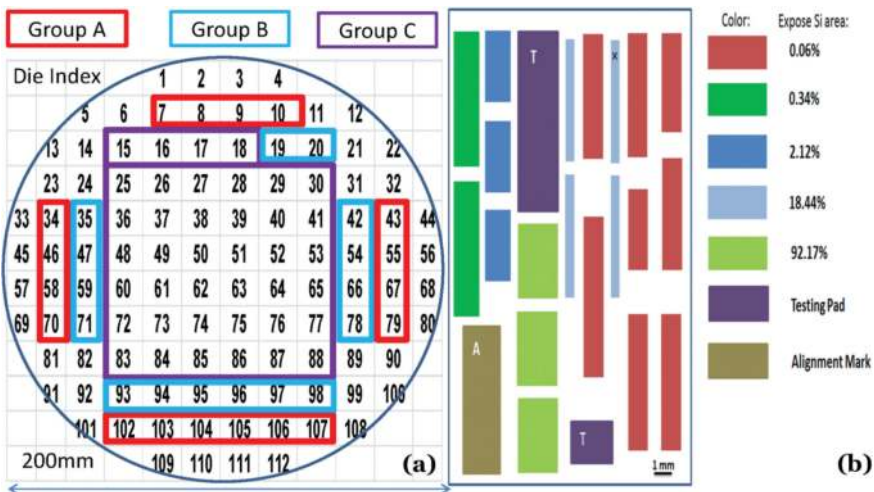 Group A Group B Group C
Die Index
1 2 3 4
5 6 7 8 9 10 11 12
13 14 15 16 17 18 19 20 21 22
23 24 25 26 27 28 29 30 31 32
33 34 35 36 37 38 39 40 41 42 43 44
45 46 47 48 49 50 51 52 53 54 55 56
57 58 59 60 61 62 63 64 65 66 67 68
69 70 71 72 73 74 75 76 77 78 79 80
81 82 83 84 85 86 87 88 89 90
91 92 93 94 95 96 97 98 99 100
101 102 103 104 105 106 107 108
109 110 111 112
200mm
(a)
T
x
A
T
1 mm
Color: Expose Si area:
0.06%
0.34%
2.12%
18.44%
92.17%
Testing Pad
Alignment Mark
(b)